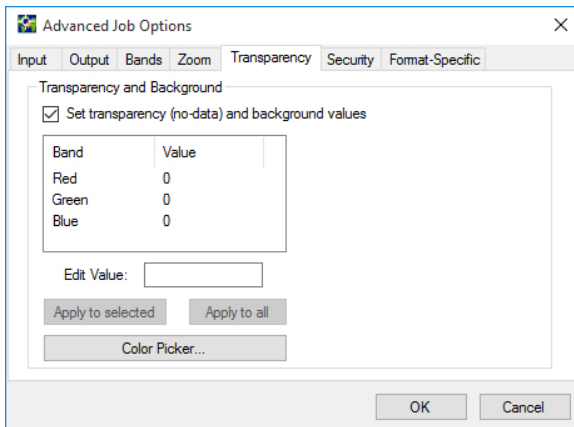 Advanced Job Options
Input Output Bands Zoom Transparency Security Format-Specific
Transparency and Background
Set transparency (no-data) and background values
Band Value
Red 0
Green 0
Blue 0
Edit Value:
Apply to selected Apply to all
Color Picker...
OK Cancel